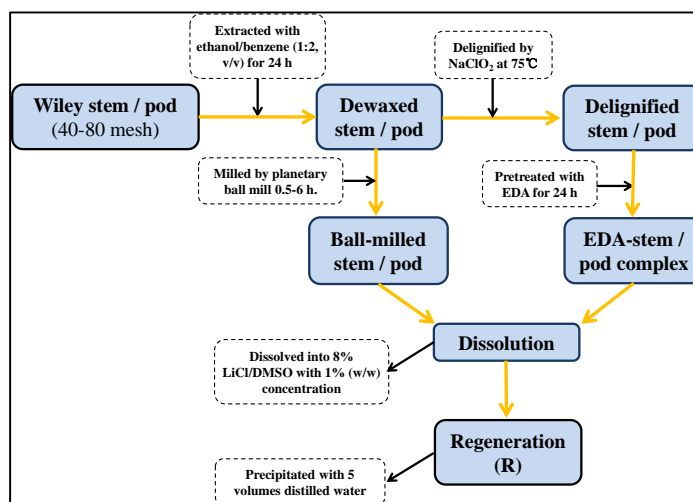 Extracted with
ethanol/benzene (1:2,
v/v) for 24 h
Delignified by
NaClO₂ at 75℃
Wiley stem / pod
(40-80 mesh)
Dewaxed
stem / pod
Delignified
stem / pod
Milled by planetary
ball mill 0.5-6 h.
Pretreated with
EDA for 24 h
Ball-milled
stem / pod
EDA-stem /
pod complex
Dissolution
Dissolved into 8%
LiCl/DMSO with 1% (w/w)
concentration
Regeneration
(R)
Precipitated with 5
volumes distilled water